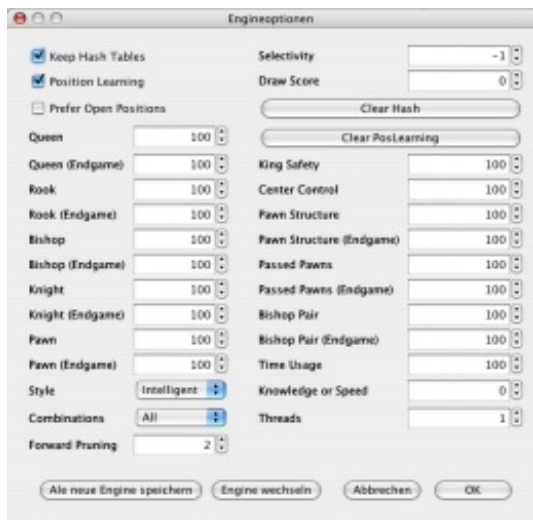 Engineoptionen
Keep Hash Tables
Position Learning
Prefer Open Positions
Queen 100
Queen (Endgame) 100
Rook 100
Rook (Endgame) 100
Bishop 100
Bishop (Endgame) 100
Knight 100
Knight (Endgame) 100
Pawn 100
Pawn (Endgame) 100
Style Intelligent
Combinations All
Forward Pruning 2
Selectivity -1
Draw Score 0
Clear Hash
Clear PosLearning
King Safety 100
Center Control 100
Pawn Structure 100
Pawn Structure (Endgame) 100
Passed Pawns 100
Passed Pawns (Endgame) 100
Bishop Pair 100
Bishop Pair (Endgame) 100
Time Usage 100
Knowledge or Speed 0
Threads 1
Ale neue Engine speichern
Engine wechseln
Abbrechen
OK